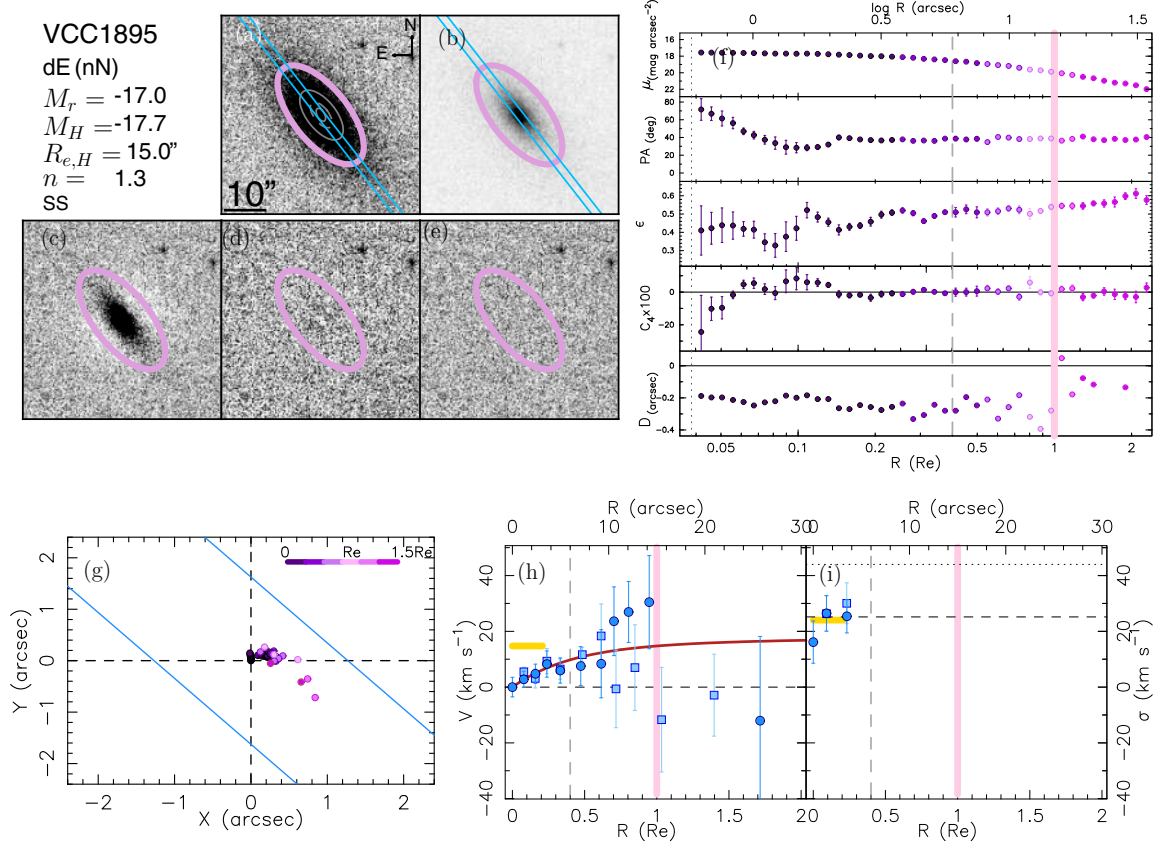 VCC1895
dE (nN)
M_r = -17.0
M_H = -17.7
R_{e,H} = 15.0"
n = 1.3
SS
(a)
N
E
10"
(b)
(c)
(d)
(e)
log R (arcsec)
0 0.5 1 1.5
(f)
μ(mag arcsec⁻²)
16
18
20
22
PA (deg)
80
60
40
20
0
ε
0.7
0.6
0.5
0.4
0.3
C₄×100
0
-20
D (arcsec)
0
-0.2
-0.4
0.05 0.1 0.2 0.5 1 2
R (Re)
(g)
0 Re 1.5Re
Y (arcsec)
2
1
0
−1
−2
−2 −1 0 1 2
X (arcsec)
R (arcsec) R (arcsec)
0 10 20 30 0 10 20 30
(h)
(i)
V (km s⁻¹)
40
20
0
−20
−40
0 0.5 1 1.5 2
R (Re)
0 0.5 1 1.5 2
R (Re)
40
20
0
−20
−40
σ (km s⁻¹)